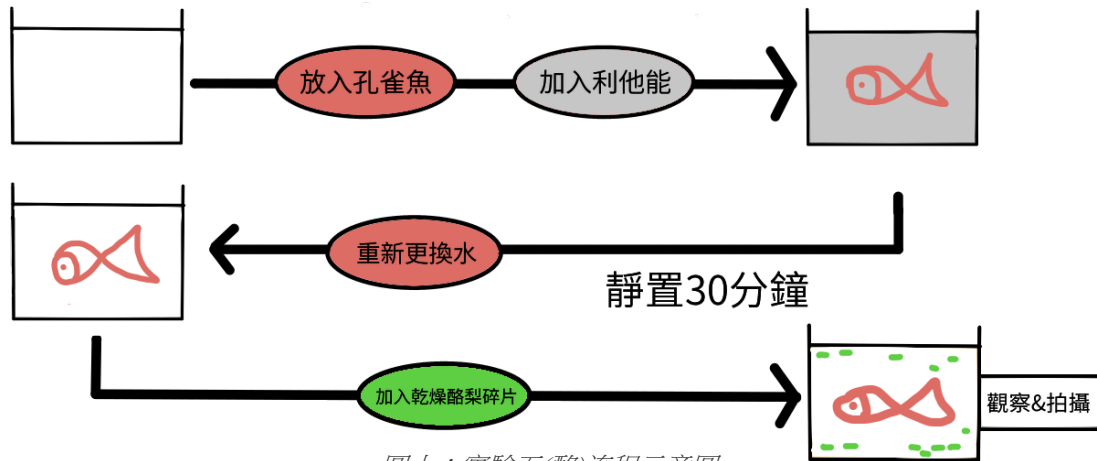 放入孔雀魚
加入利他能
重新更換水
靜置30分鐘
加入乾燥酪梨碎片
觀察&拍攝